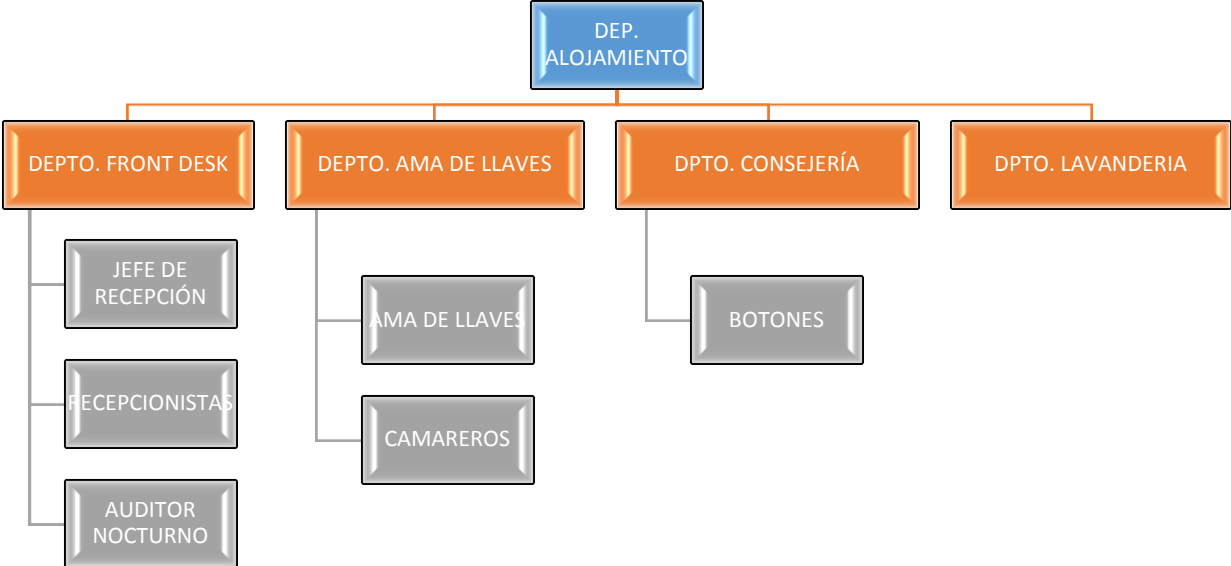 DEP.
ALOJAMIENTO
DEPTO. FRONT DESK
DEPTO. AMA DE LLAVES
DPTO. CONSEJERÍA
DPTO. LAVANDERIA
JEFE DE
RECEPCIÓN
RECEPCIONISTAS
AUDITOR
NOCTURNO
AMA DE LLAVES
CAMAREROS
BOTONES